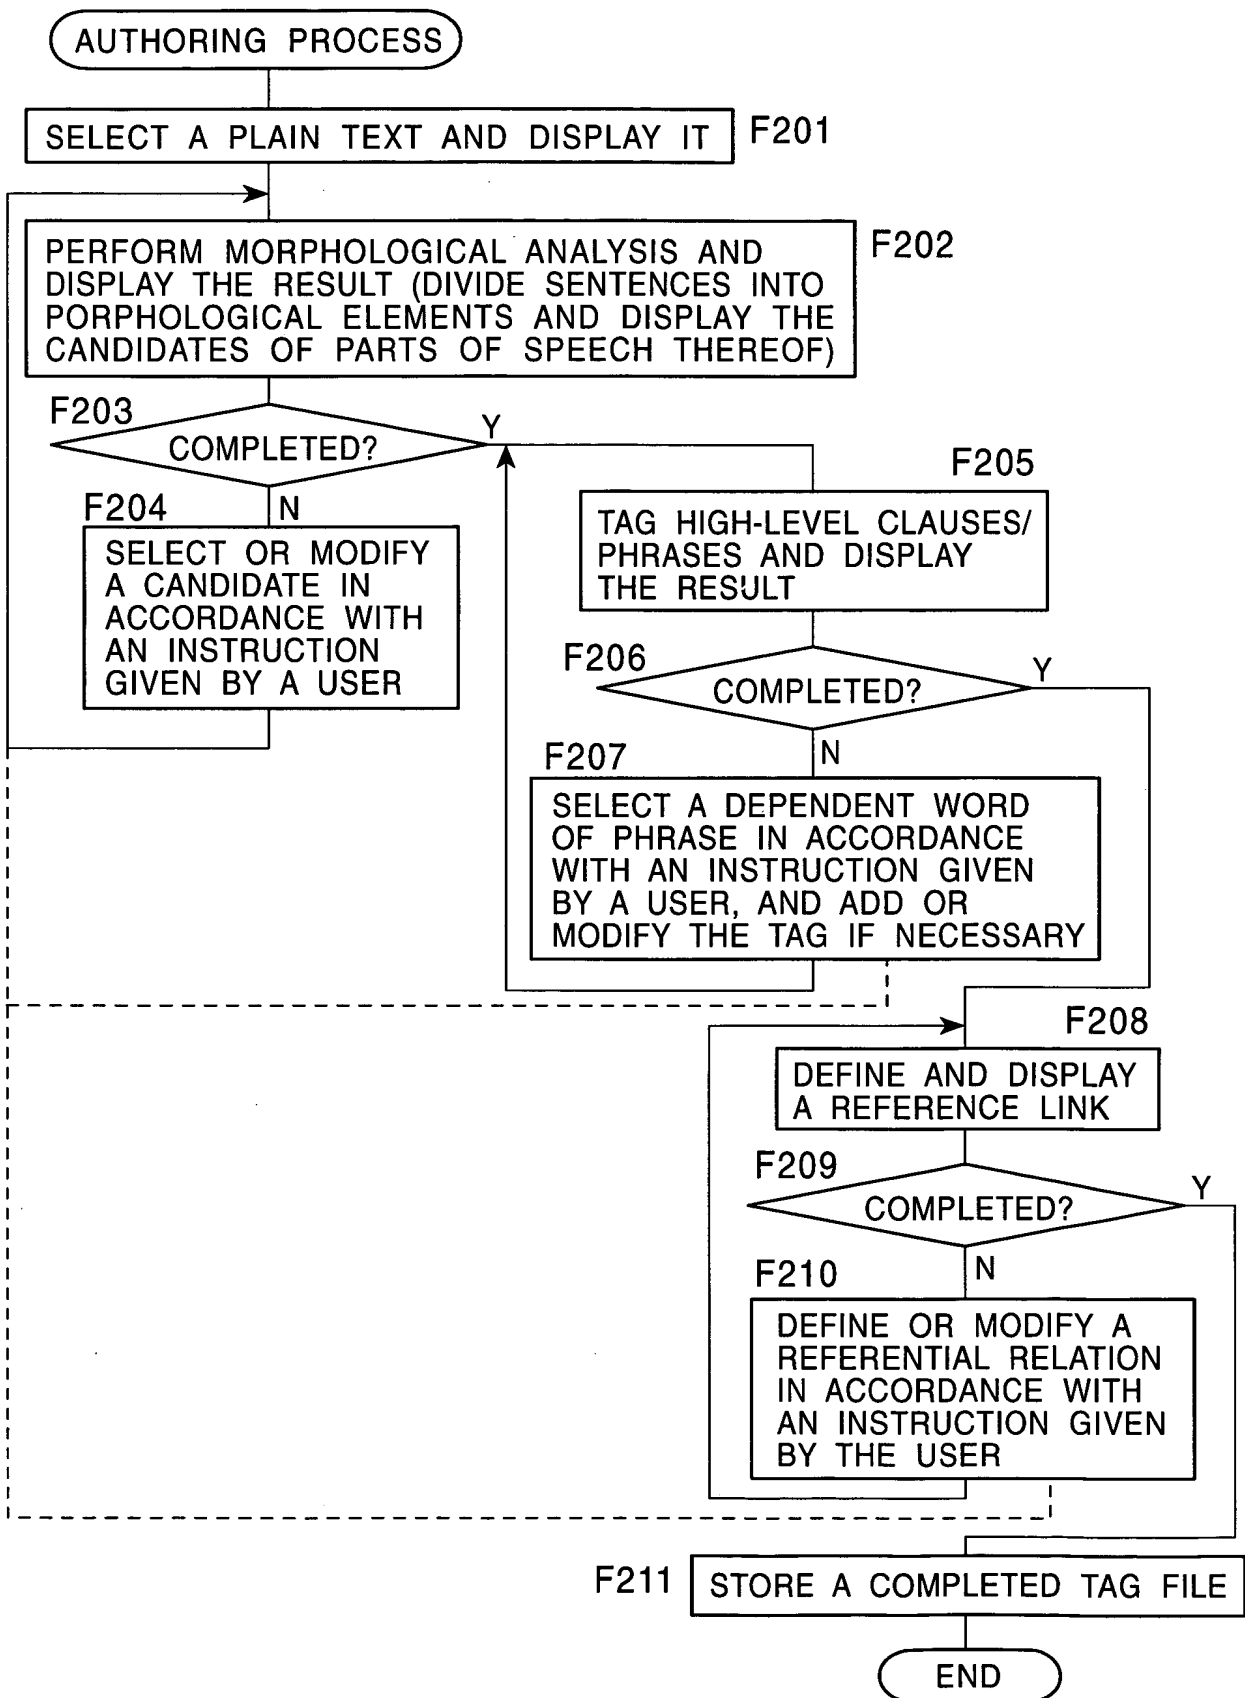 AUTHORING PROCESS
SELECT A PLAIN TEXT AND DISPLAY IT
F201
PERFORM MORPHOLOGICAL ANALYSIS AND
DISPLAY THE RESULT (DIVIDE SENTENCES INTO
PORPHOLOGICAL ELEMENTS AND DISPLAY THE
CANDIDATES OF PARTS OF SPEECH THEREOF)
F202
F203
COMPLETED?
Y
N
F204
SELECT OR MODIFY
A CANDIDATE IN
ACCORDANCE WITH
AN INSTRUCTION
GIVEN BY A USER
F205
TAG HIGH-LEVEL CLAUSES/
PHRASES AND DISPLAY
THE RESULT
F206
COMPLETED?
Y
N
F207
SELECT A DEPENDENT WORD
OF PHRASE IN ACCORDANCE
WITH AN INSTRUCTION GIVEN
BY A USER, AND ADD OR
MODIFY THE TAG IF NECESSARY
F208
DEFINE AND DISPLAY
A REFERENCE LINK
F209
COMPLETED?
Y
N
F210
DEFINE OR MODIFY A
REFERENTIAL RELATION
IN ACCORDANCE WITH
AN INSTRUCTION GIVEN
BY THE USER
F211
STORE A COMPLETED TAG FILE
END